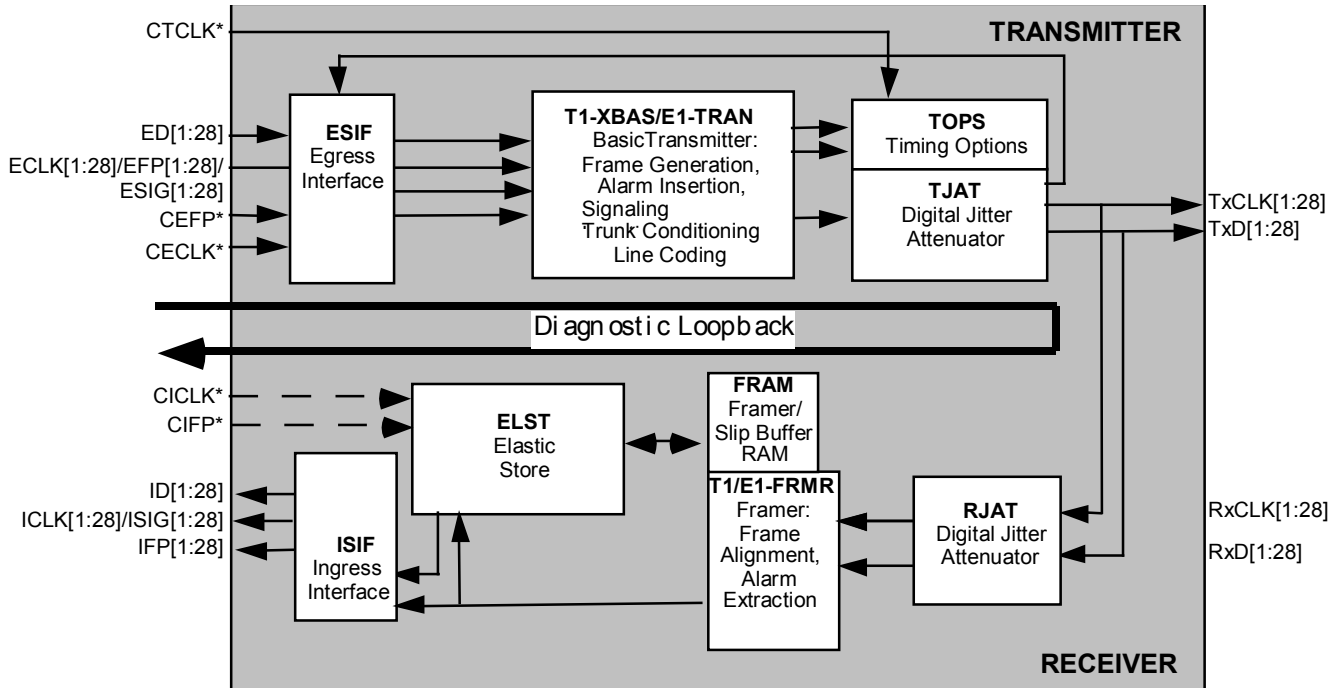 CTCLK*
TRANSMITTER
ED[1:28]
ECLK[1:28]/EFP[1:28]/
ESIG[1:28]
CEFP*
CECLK*
ESIF
Egress
Interface
T1-XBAS/E1-TRAN
BasicTransmitter:
Frame Generation,
Alarm Insertion,
Signaling
Trunk Conditioning
Line Coding
TOPS
Timing Options
TJAT
Digital Jitter
Attenuator
TxCLK[1:28]
TxD[1:28]
Diagnostic Loopback
CICLK*
CIFP*
ELST
Elastic
Store
FRAM
Framer/
Slip Buffer
RAM
ID[1:28]
ICLK[1:28]/ISIG[1:28]
IFP[1:28]
ISIF
Ingress
Interface
T1/E1-FRMR
Framer:
Frame
Alignment,
Alarm
Extraction
RJAT
Digital Jitter
Attenuator
RxCLK[1:28]
RxD[1:28]
RECEIVER